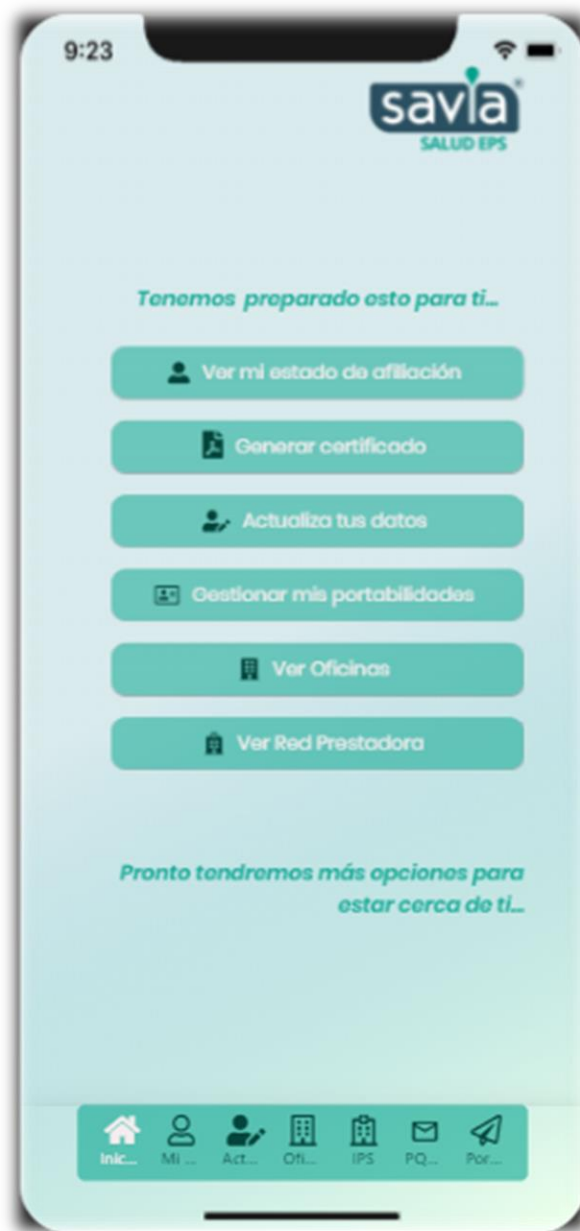 9:23
savia®
SALUD EPS
Tenemos preparado esto para ti...
Ver mi estado de afiliación
Generar certificado
Actualiza tus datos
Gestionar mis portabilidades
Ver Oficinas
Ver Red Prestadora
Pronto tendremos más opciones para
estar cerca de ti...
Inic... Mi ... Act... Ofi... IPS PQ... Por...